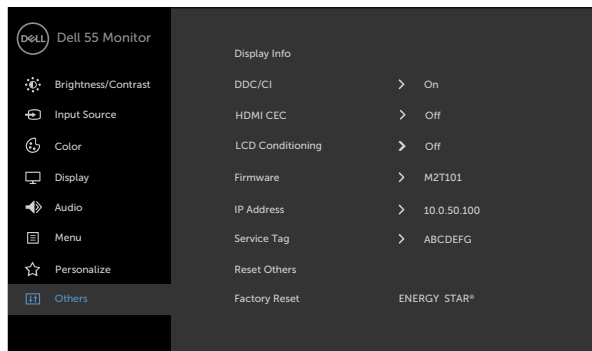 DELL Dell 55 Monitor
Display Info
Brightness/Contrast DDC/CI > On
Input Source HDMI CEC > Off
Color LCD Conditioning > Off
Display Firmware > M2T101
Audio IP Address > 10.0.50.100
Menu Service Tag > ABCDEFG
Personalize Reset Others
Others Factory Reset ENERGY STAR®